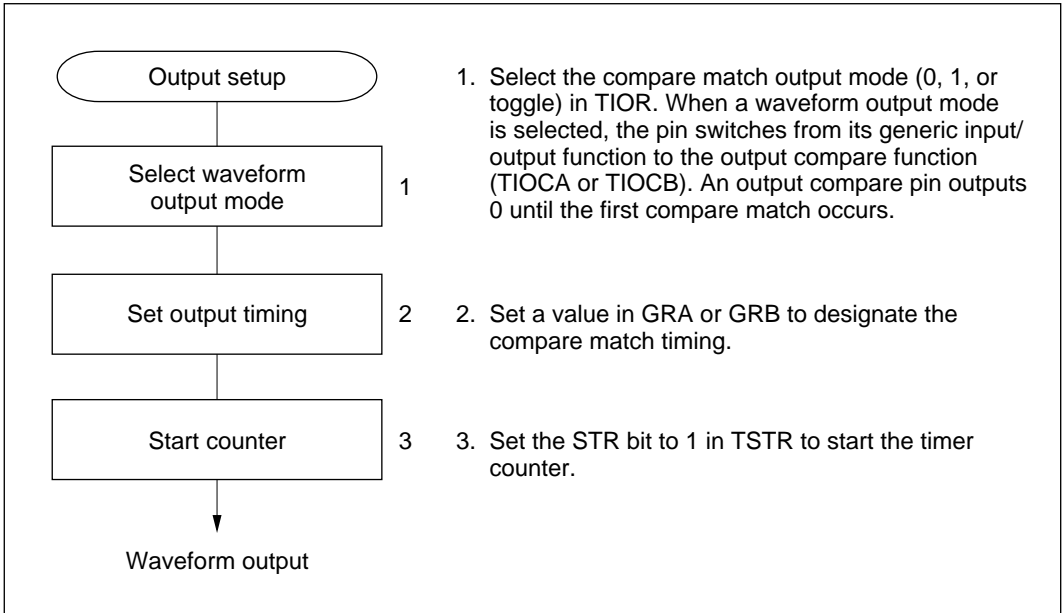 Output setup
Select waveform
output mode
1
Set output timing
2
Start counter
3
Waveform output
1. Select the compare match output mode (0, 1, or
toggle) in TIOR. When a waveform output mode
is selected, the pin switches from its generic input/
output function to the output compare function
(TIOCA or TIOCB). An output compare pin outputs
0 until the first compare match occurs.
2. Set a value in GRA or GRB to designate the
compare match timing.
3. Set the STR bit to 1 in TSTR to start the timer
counter.